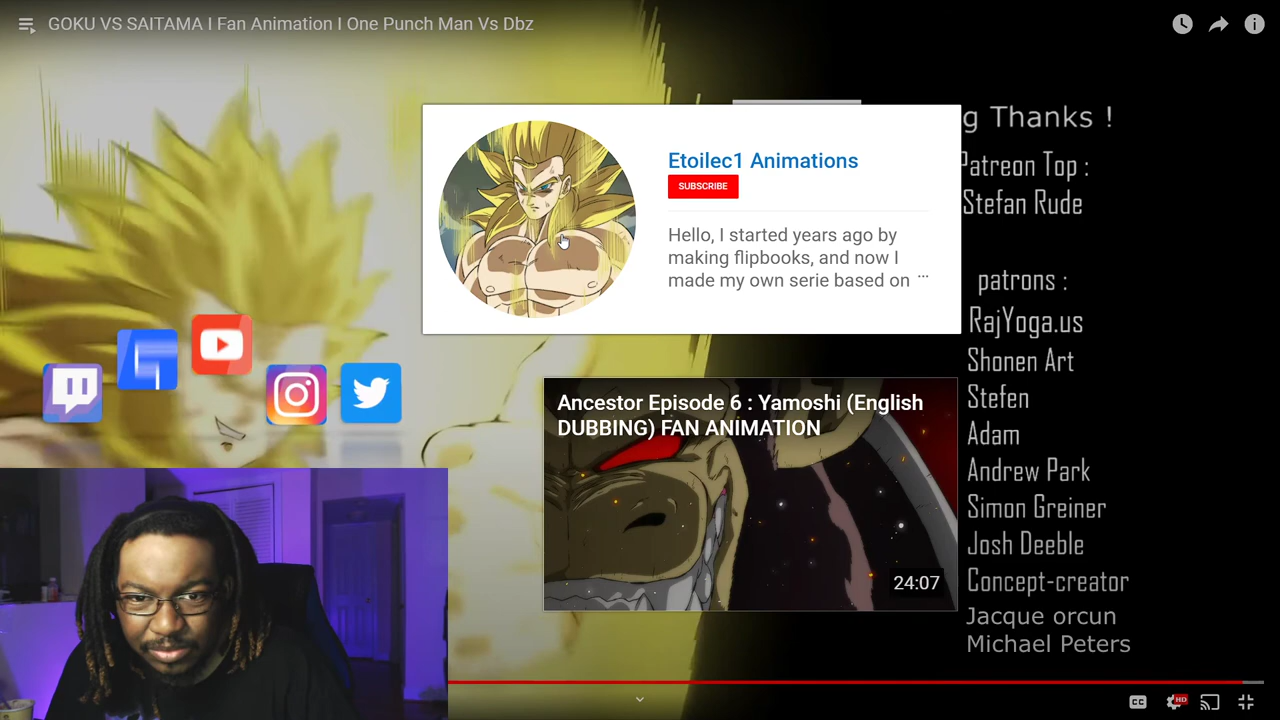 GOKU VS SAITAMA I Fan Animation I One Punch Man Vs Dbz
g Thanks !
Etoilec1 Animations
SUBSCRIBE
Hello, I started years ago by
making flipbooks, and now I
made my own serie based on ...
Patreon Top :
Stefan Rude
patrons :
RajYoga.us
Shonen Art
Stefen
Adam
Andrew Park
Simon Greiner
Josh Deeble
Concept-creator
Jacque orcun
Michael Peters
Ancestor Episode 6 : Yamoshi (English
DUBBING) FAN ANIMATION
24:07
CC
HD